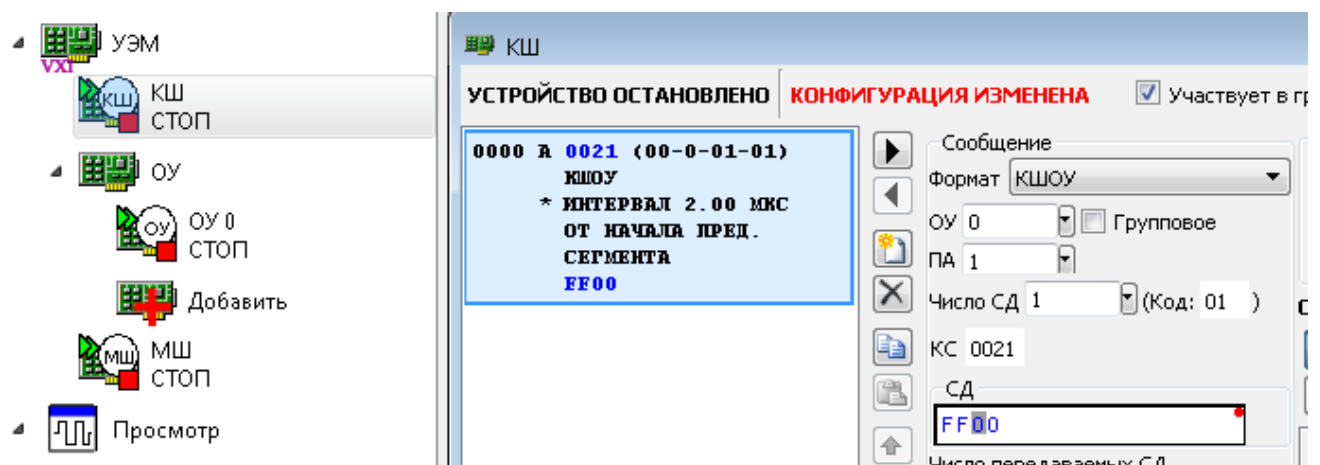 УЭМ
VXI
КШ
КШ
СТОП
ОУ
ОУ
ОУ 0
СТОП
Добавить
МШ
МШ
СТОП
Просмотр
КШ
УСТРОЙСТВО ОСТАНОВЛЕНО КОНФИГУРАЦИЯ ИЗМЕНЕНА Участвует в гр
0000 A 0021 (00-0-01-01)
КШОУ
* ИНТЕРВАЛ 2.00 МКС
ОТ НАЧАЛА ПРЕД.
СЕГМЕНТА
FF00
Сообщение
Формат КШОУ
ОУ 0 Групповое
ПА 1
Число СД 1 (Код: 01 )
КС 0021
СД
FF00
Число передаваемых СД